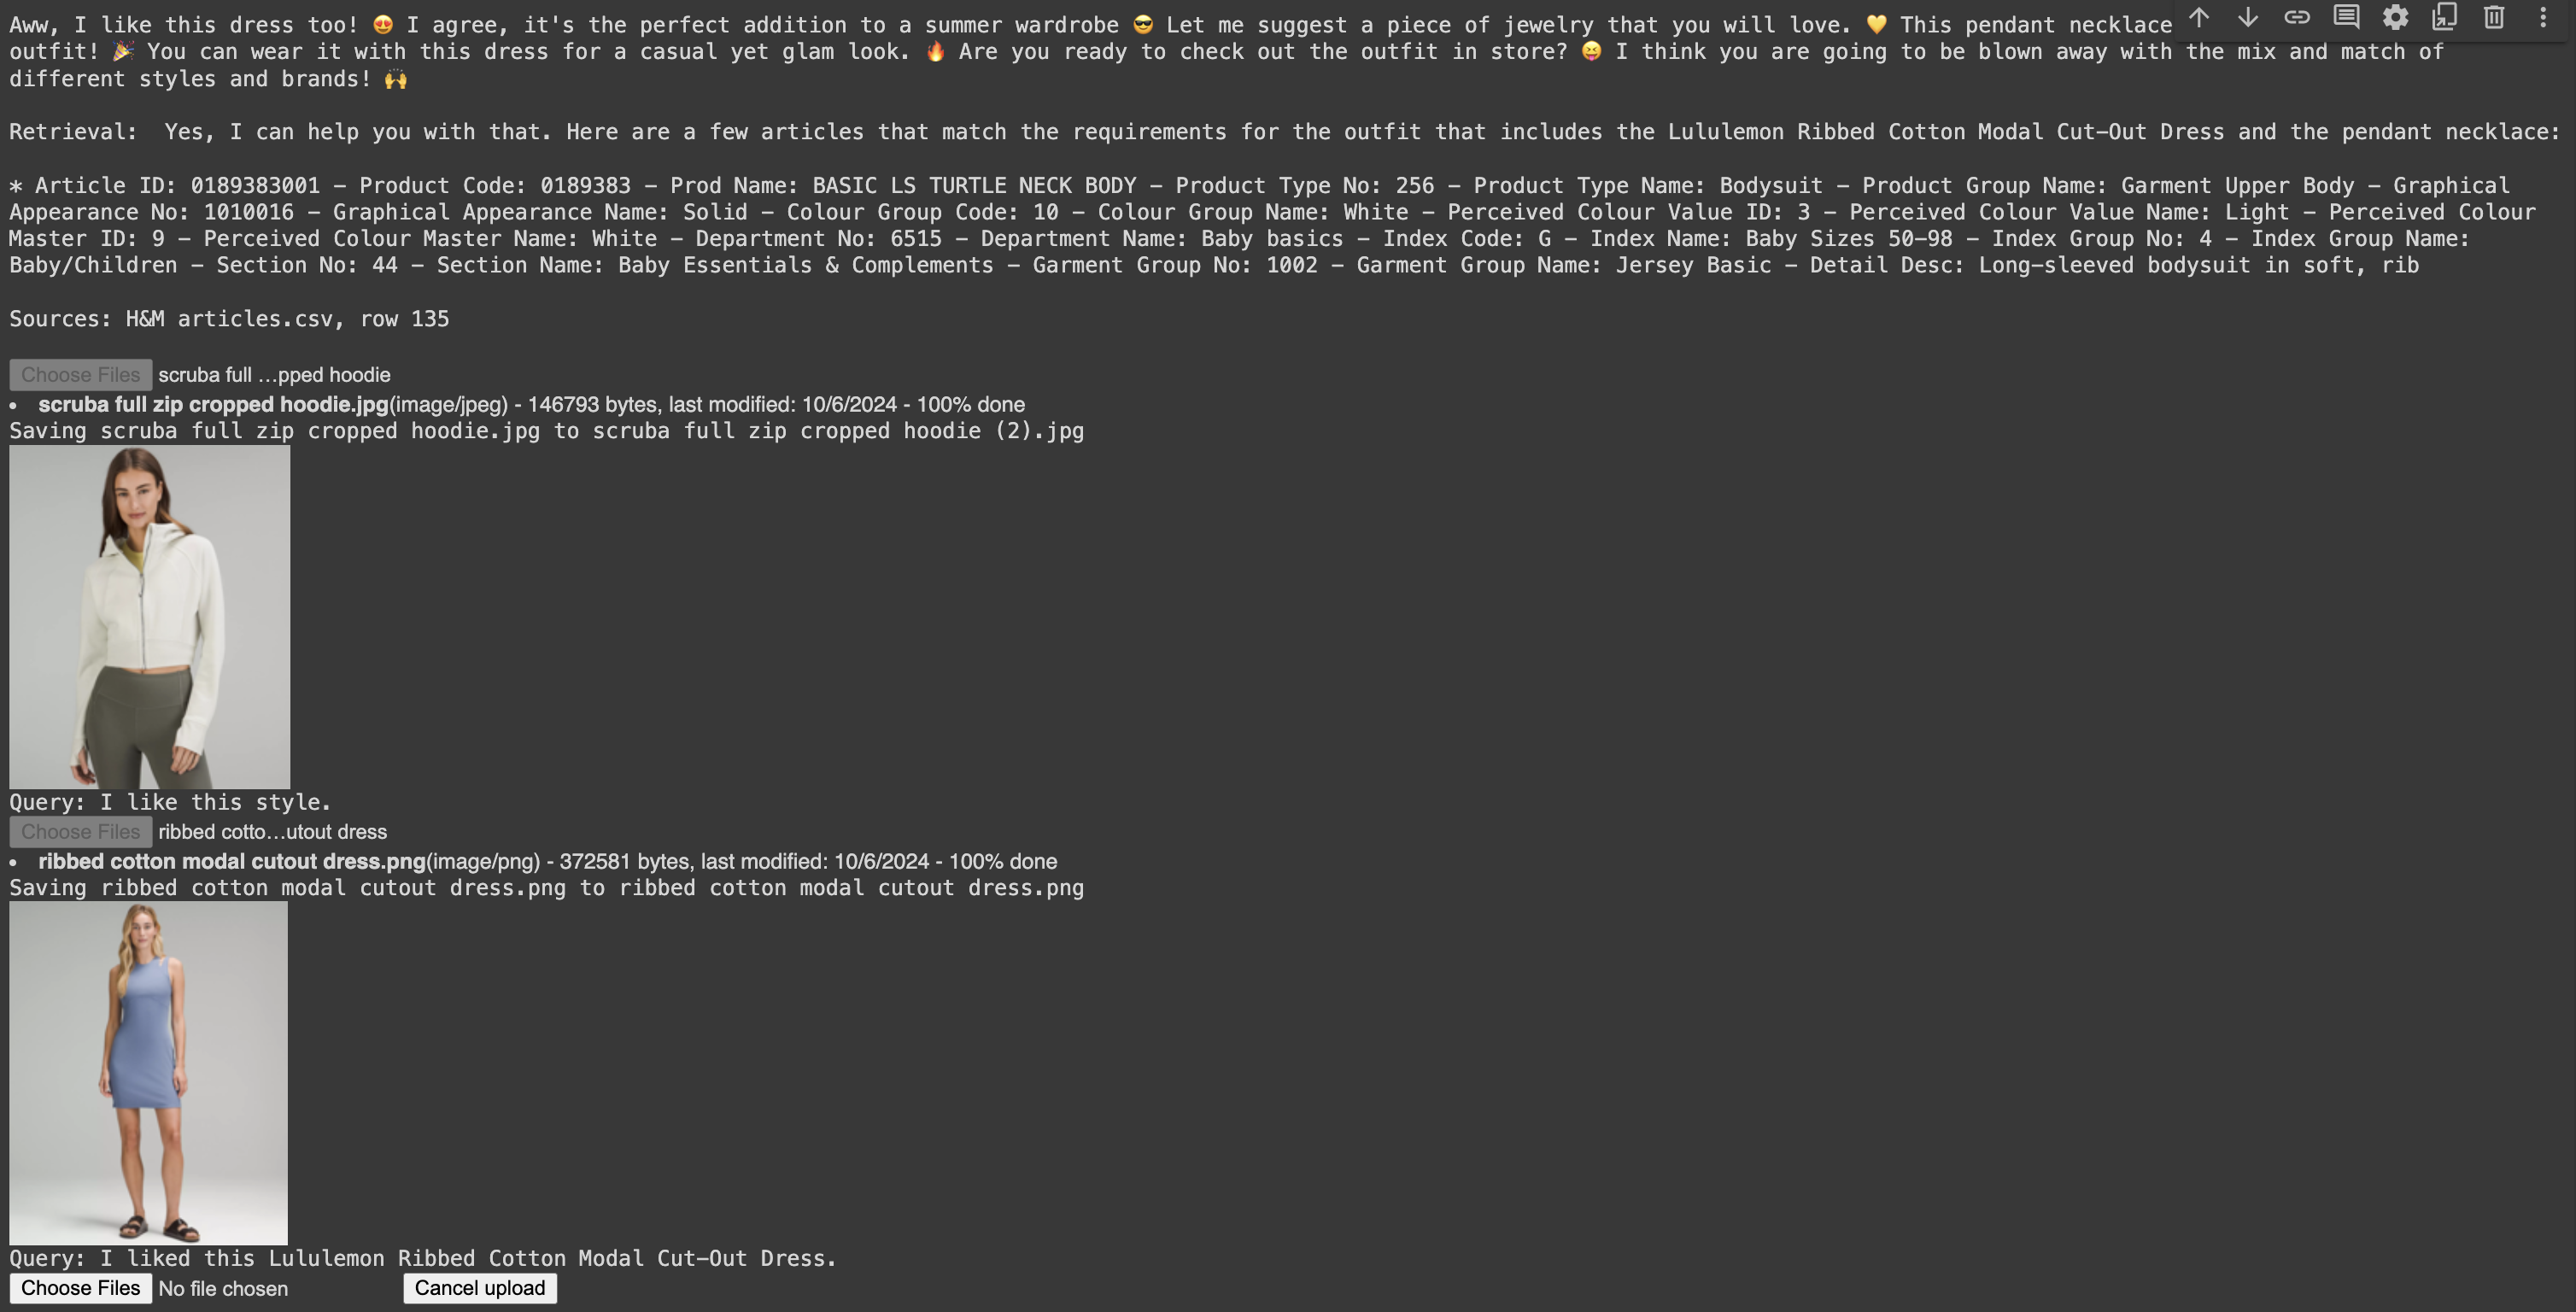 Aww, I like this dress too! 😍 I agree, it's the perfect addition to a summer wardrobe 😎 Let me suggest a piece of jewelry that you will love. 💛 This pendant necklace
outfit! 🎉 You can wear it with this dress for a casual yet glam look. 🔥 Are you ready to check out the outfit in store? 😝 I think you are going to be blown away with the mix and match of
different styles and brands! 🙌
Retrieval:  Yes, I can help you with that. Here are a few articles that match the requirements for the outfit that includes the Lululemon Ribbed Cotton Modal Cut-Out Dress and the pendant necklace:
* Article ID: 0189383001 – Product Code: 0189383 – Prod Name: BASIC LS TURTLE NECK BODY – Product Type No: 256 – Product Type Name: Bodysuit – Product Group Name: Garment Upper Body – Graphical
Appearance No: 1010016 – Graphical Appearance Name: Solid – Colour Group Code: 10 – Colour Group Name: White – Perceived Colour Value ID: 3 – Perceived Colour Value Name: Light – Perceived Colour
Master ID: 9 – Perceived Colour Master Name: White – Department No: 6515 – Department Name: Baby basics – Index Code: G – Index Name: Baby Sizes 50-98 – Index Group No: 4 – Index Group Name:
Baby/Children – Section No: 44 – Section Name: Baby Essentials & Complements – Garment Group No: 1002 – Garment Group Name: Jersey Basic – Detail Desc: Long-sleeved bodysuit in soft, rib
Sources: H&M articles.csv, row 135
Choose Files scruba full …pped hoodie
• scruba full zip cropped hoodie.jpg(image/jpeg) - 146793 bytes, last modified: 10/6/2024 - 100% done
Saving scruba full zip cropped hoodie.jpg to scruba full zip cropped hoodie (2).jpg
Query: I like this style.
Choose Files ribbed cotto…utout dress
• ribbed cotton modal cutout dress.png(image/png) - 372581 bytes, last modified: 10/6/2024 - 100% done
Saving ribbed cotton modal cutout dress.png to ribbed cotton modal cutout dress.png
Query: I liked this Lululemon Ribbed Cotton Modal Cut-Out Dress.
Choose Files No file chosen Cancel upload